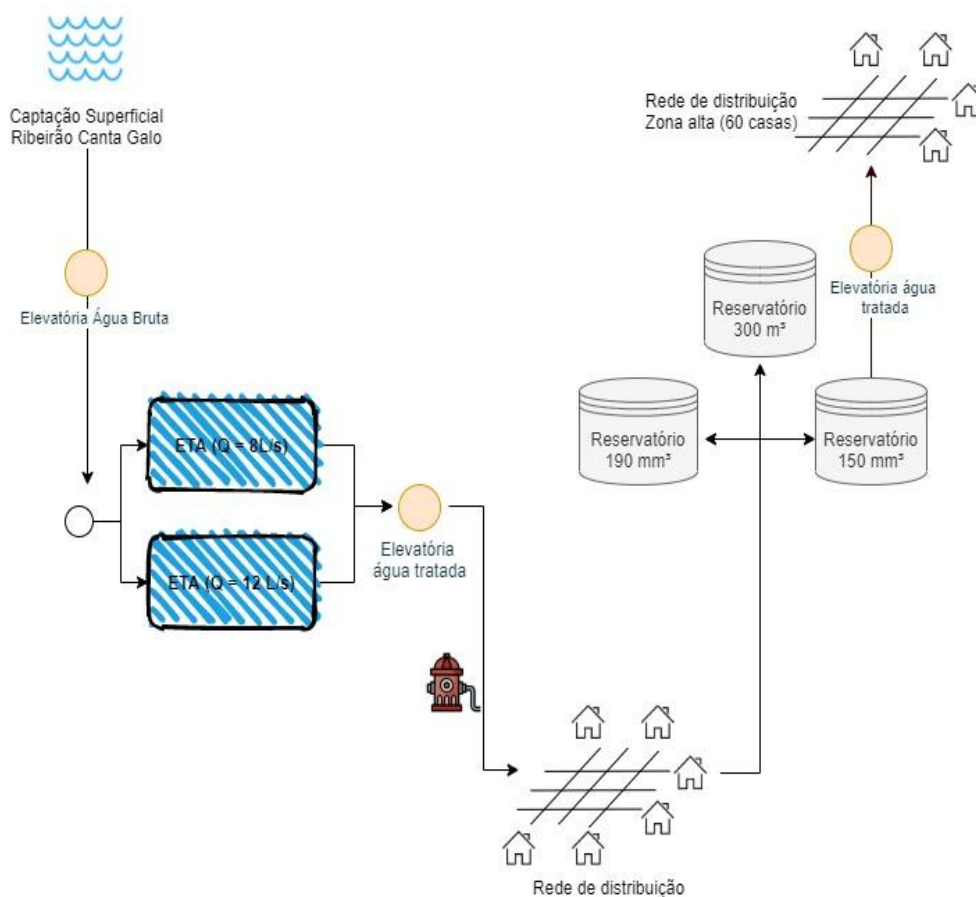 Captação Superficial
Ribeirão Canta Galo
Rede de distribuição
Zona alta (60 casas)
Elevatória Água Bruta
Elevatória água
tratada
Reservatório
300 m³
Reservatório
190 mm³
Reservatório
150 mm³
ETA (Q = 8L/s)
ETA (Q = 12 L/s)
Elevatória
água tratada
Rede de distribuição